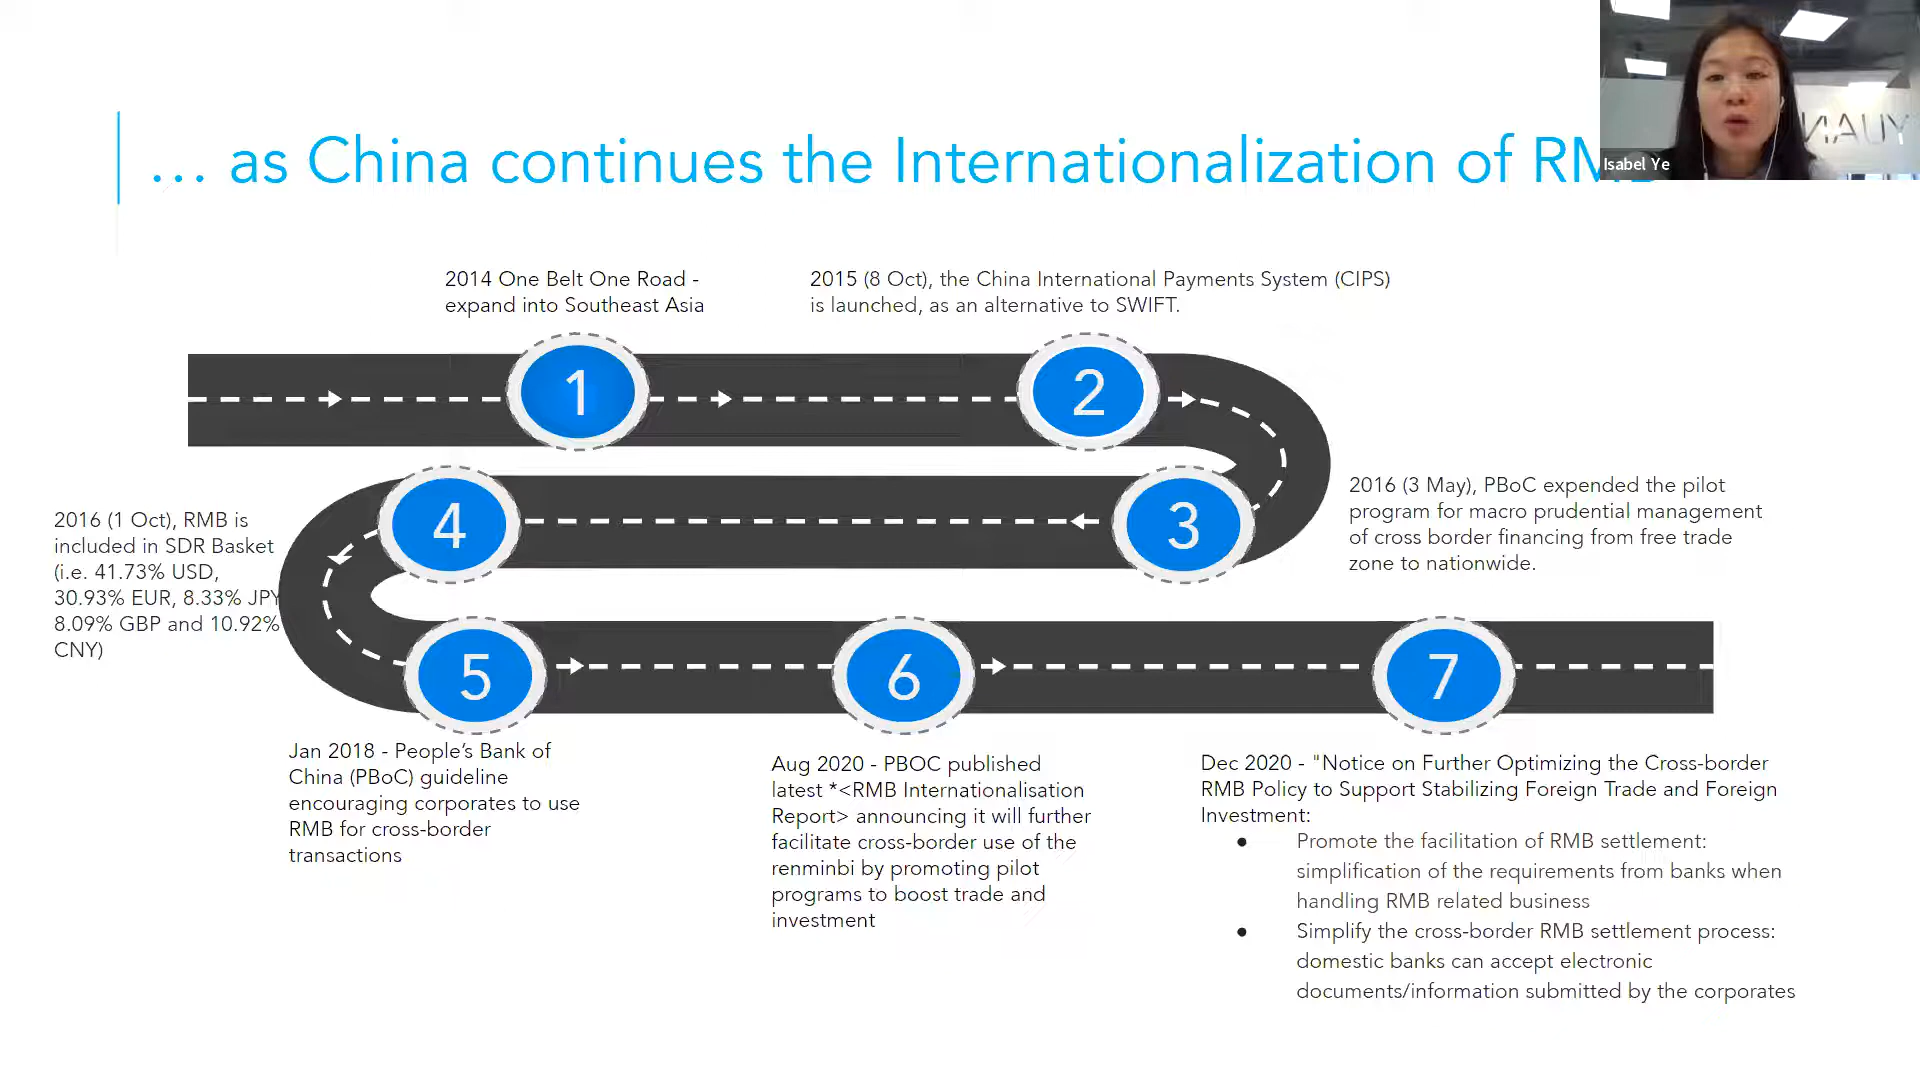 … as China continues the Internationalization of RMB
Isabel Ye
YUAN
2014 One Belt One Road -
expand into Southeast Asia
2015 (8 Oct), the China International Payments System (CIPS)
is launched, as an alternative to SWIFT.
1
2
2016 (3 May), PBoC expended the pilot
program for macro prudential management
of cross border financing from free trade
zone to nationwide.
3
4
2016 (1 Oct), RMB is
included in SDR Basket
(i.e. 41.73% USD,
30.93% EUR, 8.33% JPY
8.09% GBP and 10.92%
CNY)
5
6
7
Jan 2018 - People’s Bank of
China (PBoC) guideline
encouraging corporates to use
RMB for cross-border
transactions
Aug 2020 - PBOC published
latest *<RMB Internationalisation
Report> announcing it will further
facilitate cross-border use of the
renminbi by promoting pilot
programs to boost trade and
investment
Dec 2020 - "Notice on Further Optimizing the Cross-border
RMB Policy to Support Stabilizing Foreign Trade and Foreign
Investment:
● Promote the facilitation of RMB settlement:
simplification of the requirements from banks when
handling RMB related business
● Simplify the cross-border RMB settlement process:
domestic banks can accept electronic
documents/information submitted by the corporates